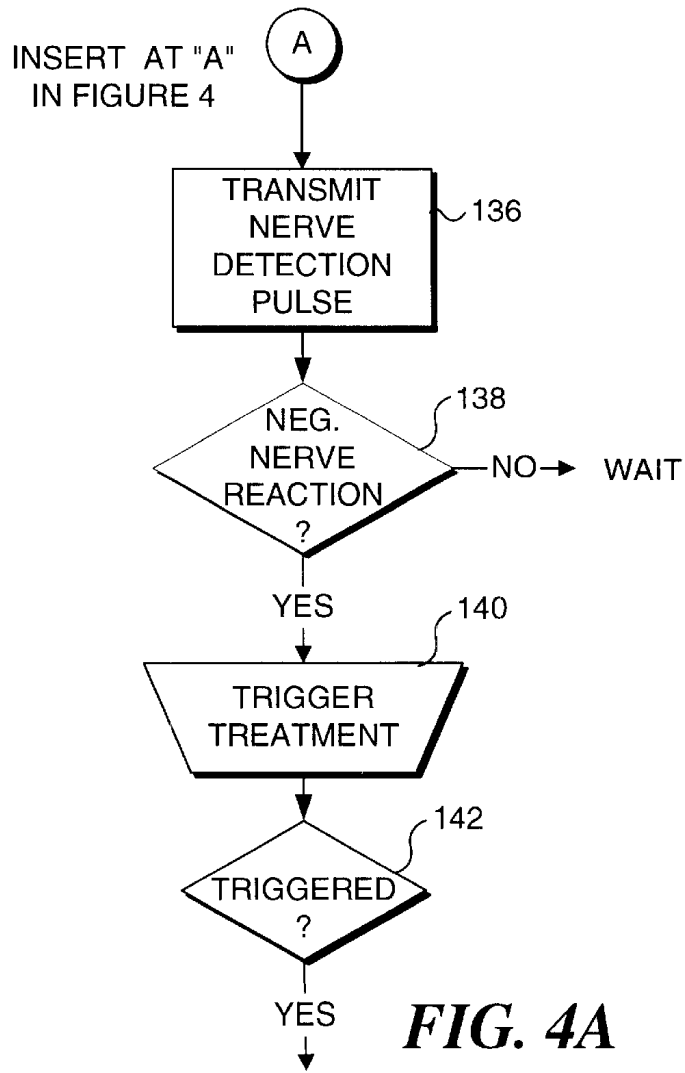 A
INSERT AT "A"
IN FIGURE 4
TRANSMIT
NERVE
DETECTION
PULSE
136
NEG.
NERVE
REACTION
?
138
NO
WAIT
YES
TRIGGER
TREATMENT
140
TRIGGERED
?
142
YES
FIG. 4A